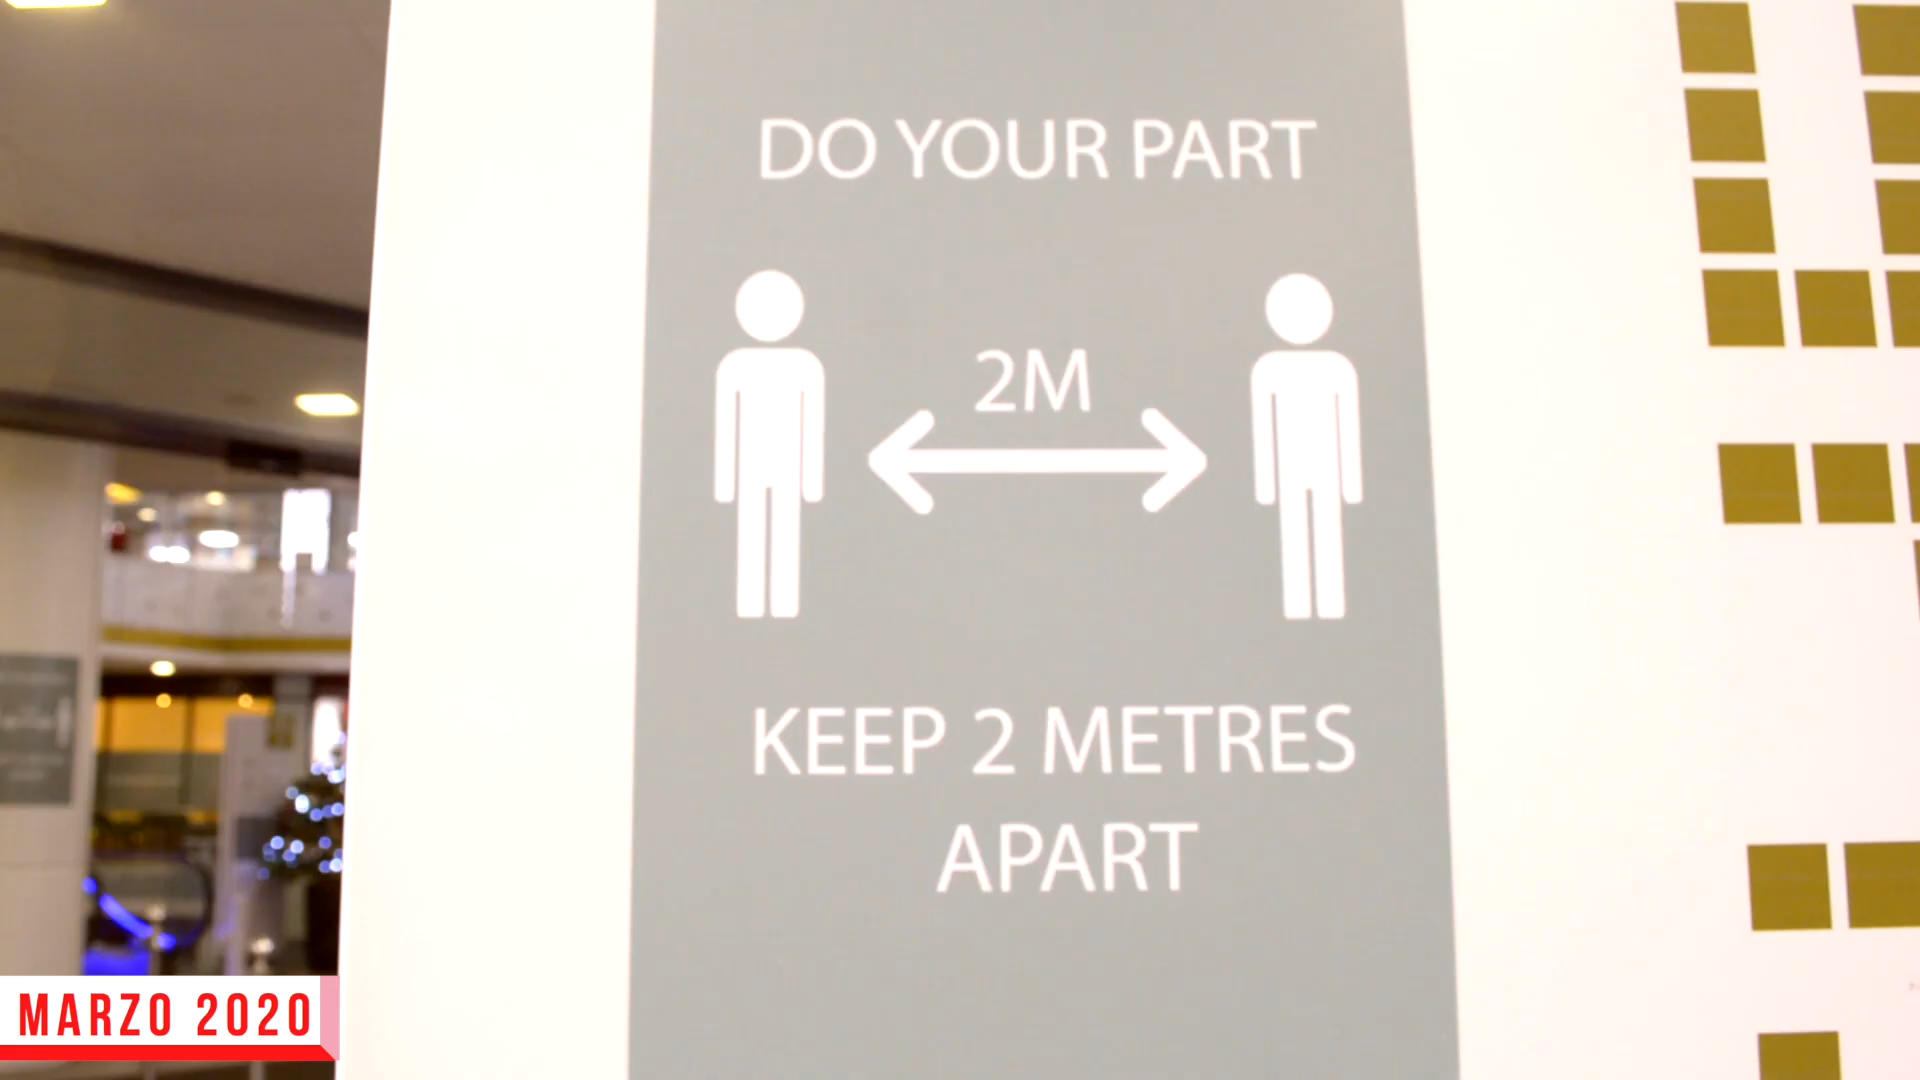 DO YOUR PART
2M
KEEP 2 METRES
APART
MARZO 2020